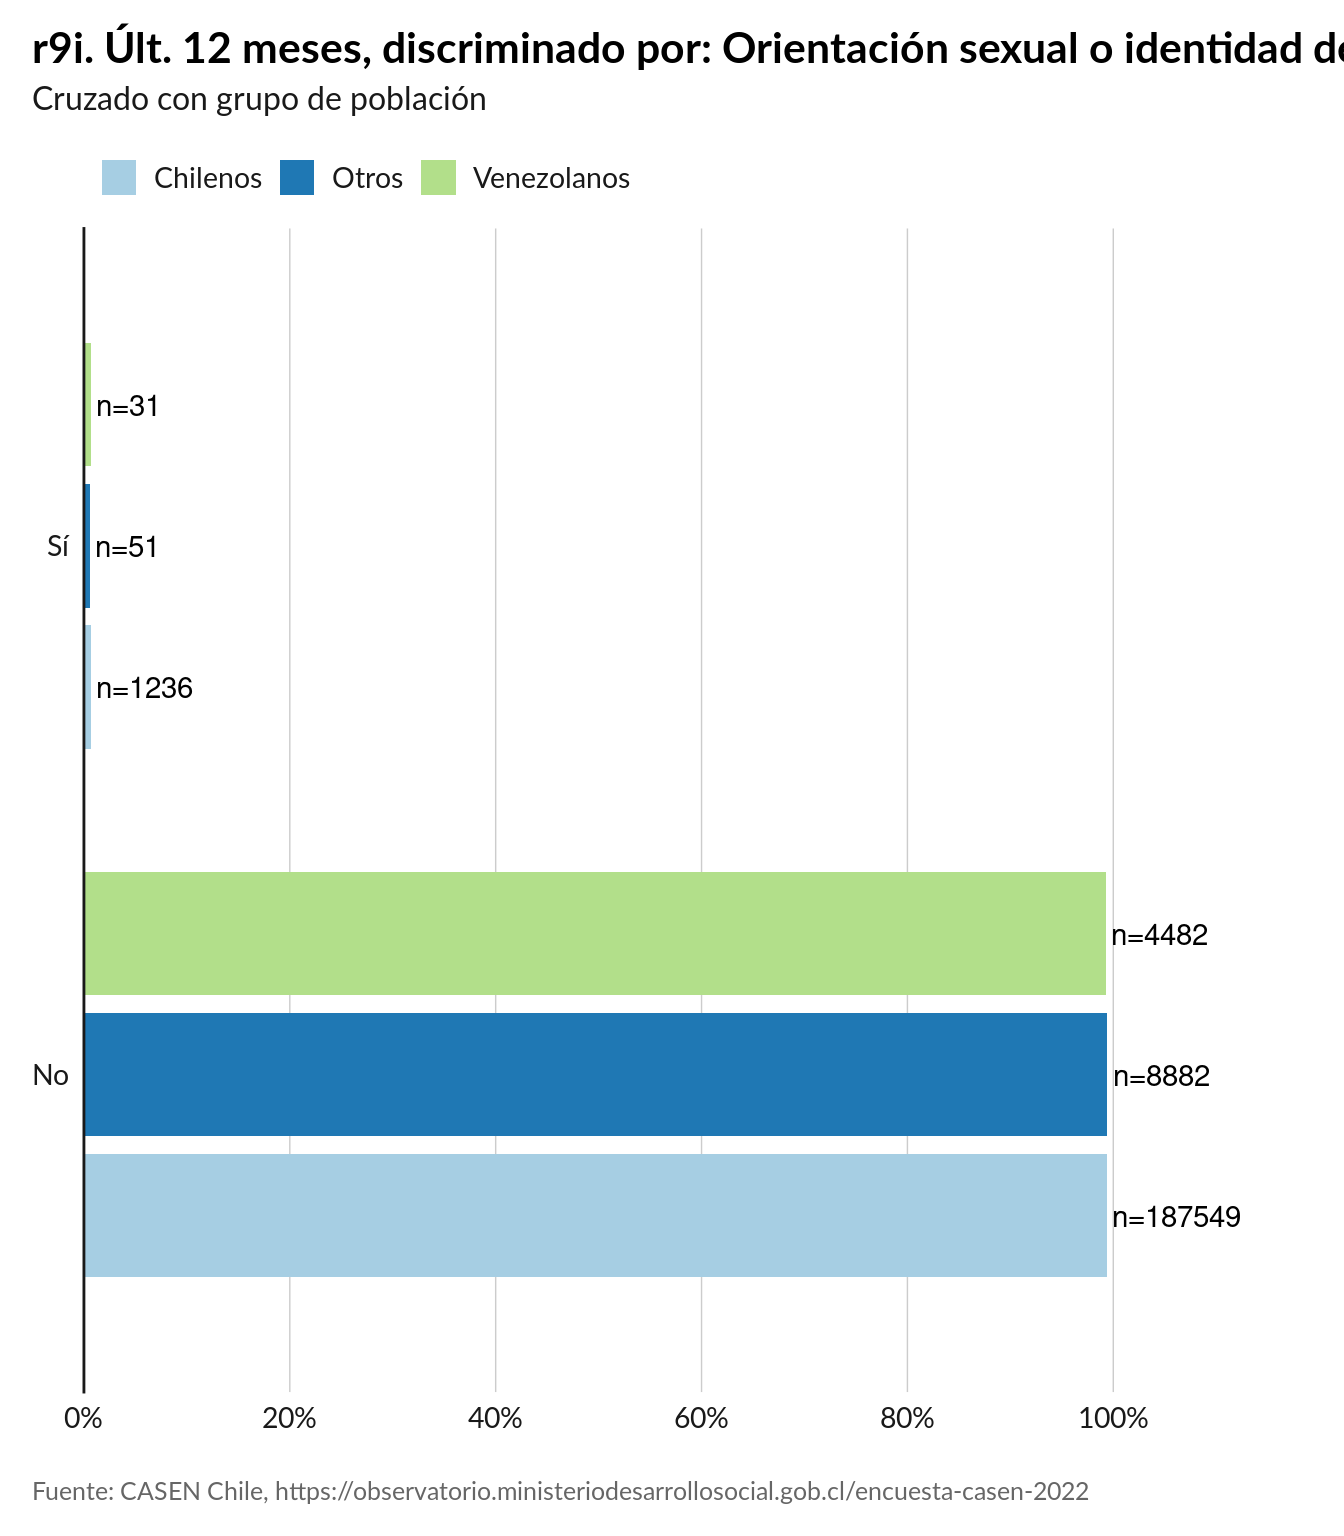 r9i. Últ. 12 meses, discriminado por: Orientación sexual o identidad de
Cruzado con grupo de población
Chilenos Otros Venezolanos
n=31
Sí n=51
n=1236
n=4482
No n=8882
n=187549
0% 20% 40% 60% 80% 100%
Fuente: CASEN Chile, https://observatorio.ministeriodesarrollosocial.gob.cl/encuesta-casen-2022